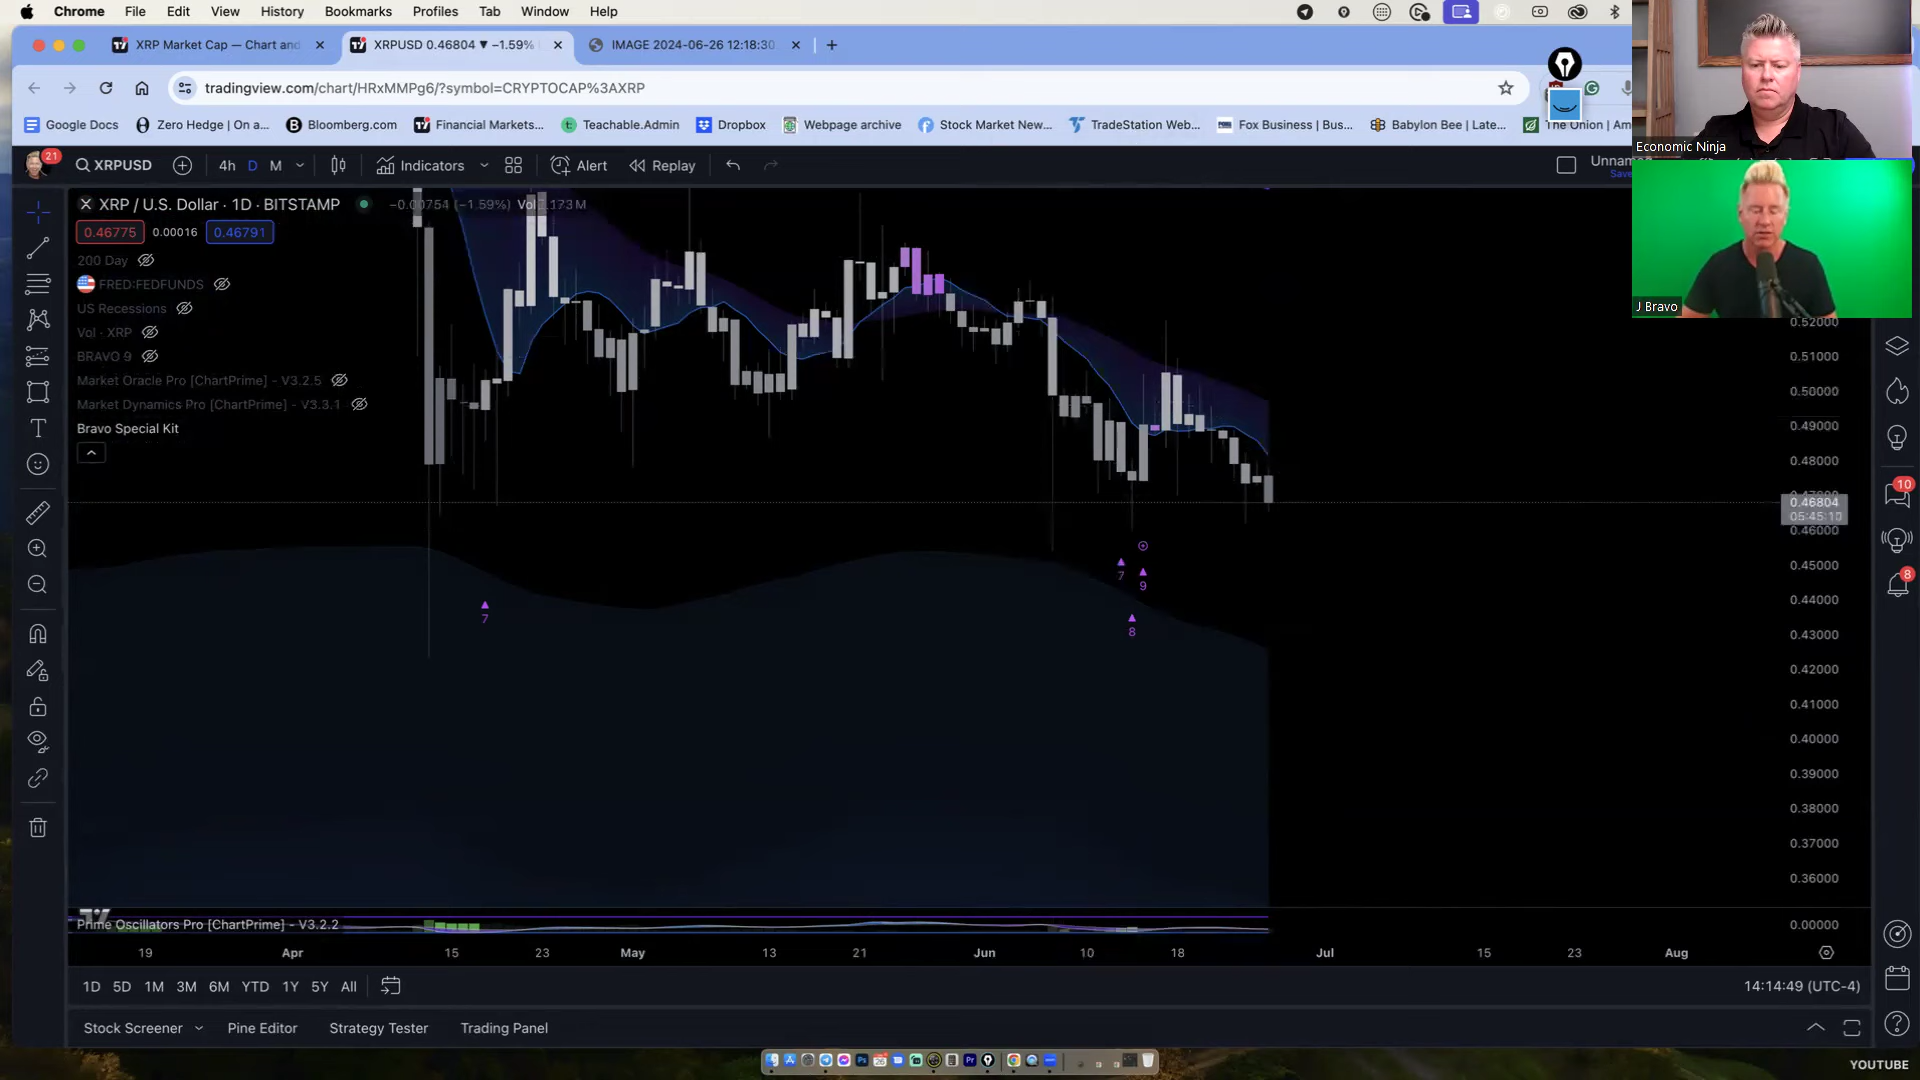 Chrome File Edit View History Bookmarks Profiles Tab Window Help
XRP Market Cap — Chart and
XRPUSD 0.46804 ▼ −1.59%
IMAGE 2024-06-26 12:18:30
tradingview.com/chart/HRxMMPg6/?symbol=CRYPTOCAP%3AXRP
Google Docs Zero Hedge | On a... Bloomberg.com Financial Markets... Teachable.Admin Dropbox Webpage archive Stock Market New... TradeStation Web... Fox Business | Bus... Babylon Bee | Late... The Union | Am
Economic Ninja
21
XRPUSD 4h D M Indicators Alert Replay
Save
XRP / U.S. Dollar · 1D · BITSTAMP −0.00754 (−1.59%)
0.46775 0.00016 0.46791
200 Day
FRED:FEDFUNDS
US Recessions
Vol · XRP
BRAVO 9
Market Oracle Pro [ChartPrime] - V3.2.5
Market Dynamics Pro [ChartPrime] - V3.3.1
Bravo Special Kit
J Bravo
0.52000
0.51000
0.50000
0.49000
0.48000
0.46804
05:45:10
0.46000
0.45000
0.44000
0.43000
0.42000
0.41000
0.40000
0.39000
0.38000
0.37000
0.36000
0.00000
10
8
7
7
9
8
Prime Oscillators Pro [ChartPrime] - V3.2.2
19 Apr 15 23 May 13 21 Jun 10 18 Jul 15 23 Aug
1D 5D 1M 3M 6M YTD 1Y 5Y All
14:14:49 (UTC-4)
Stock Screener Pine Editor Strategy Tester Trading Panel
YOUTUBE